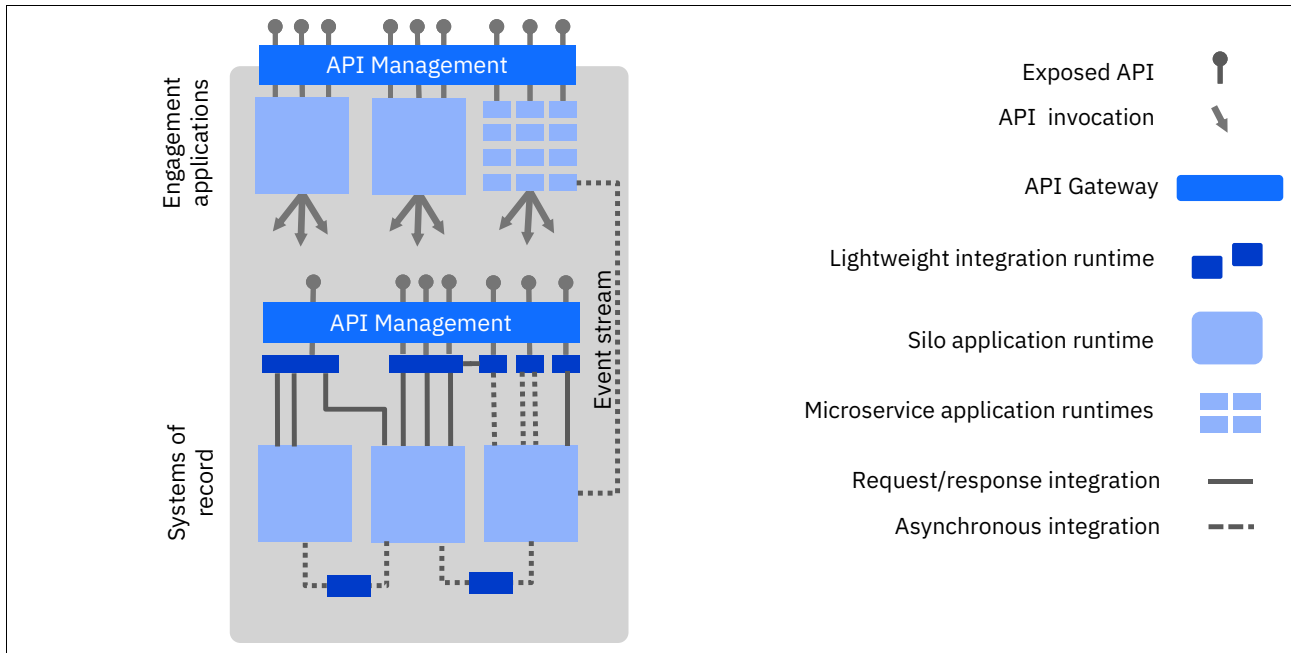 API Management
Engagement
applications
API Management
Event stream
Systems of
record
Exposed API
API invocation
API Gateway
Lightweight integration runtime
Silo application runtime
Microservice application runtimes
Request/response integration
Asynchronous integration